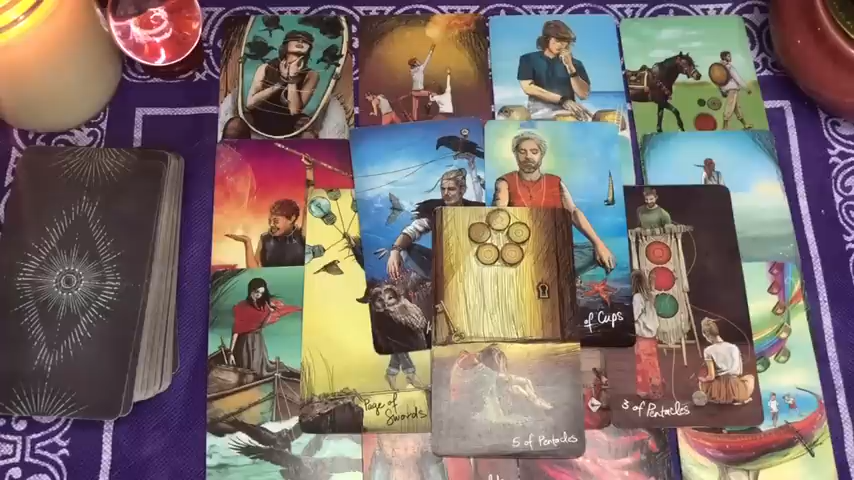 of Cups
Page of
Swords
3 of Pentacles
5 of Pentacles